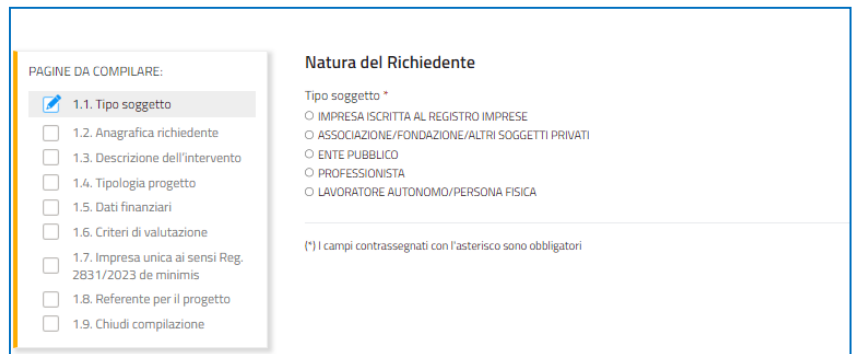 PAGINE DA COMPILARE:
1.1. Tipo soggetto
1.2. Anagrafica richiedente
1.3. Descrizione dell'intervento
1.4. Tipologia progetto
1.5. Dati finanziari
1.6. Criteri di valutazione
1.7. Impresa unica ai sensi Reg.
2831/2023 de minimis
1.8. Referente per il progetto
1.9. Chiudi compilazione
Natura del Richiedente
Tipo soggetto *
IMPRESA ISCRITTA AL REGISTRO IMPRESE
ASSOCIAZIONE/FONDAZIONE/ALTRI SOGGETTI PRIVATI
ENTE PUBBLICO
PROFESSIONISTA
LAVORATORE AUTONOMO/PERSONA FISICA
(*) I campi contrassegnati con l'asterisco sono obbligatori